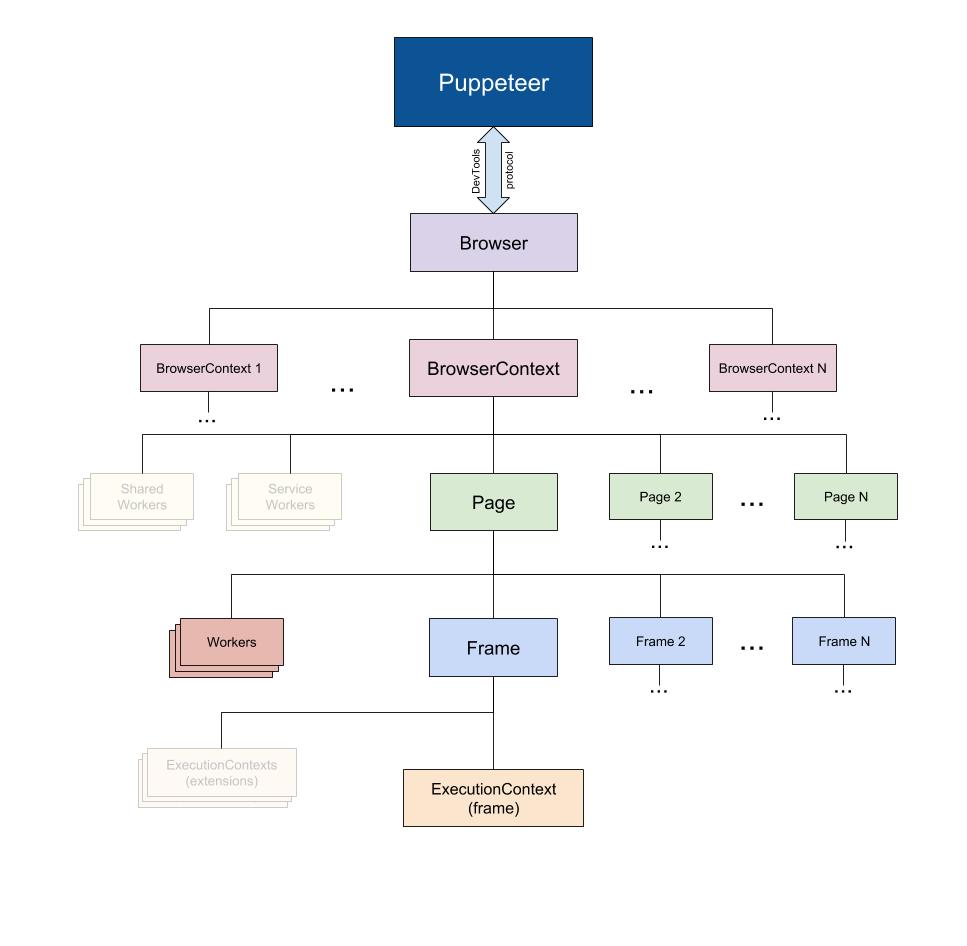 Puppeteer
DevTools
protocol
Browser
BrowserContext 1
...
BrowserContext
...
BrowserContext N
...
...
Shared
Workers
Service
Workers
Page
Page 2
...
Page N
...
...
Workers
Frame
Frame 2
...
Frame N
...
...
ExecutionContexts
(extensions)
ExecutionContext
(frame)